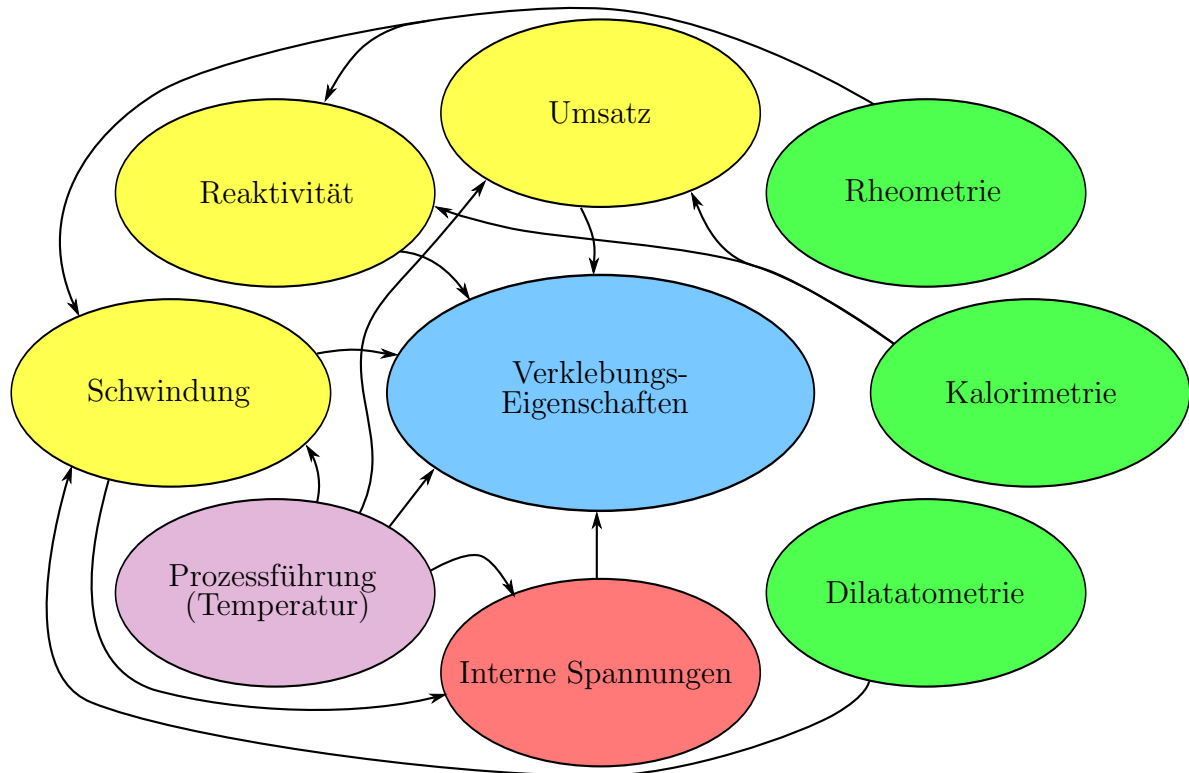 Umsatz
Reaktivität
Rheometrie
Schwindung
Verklebungs-
Eigenschaften
Kalorimetrie
Prozessführung
(Temperatur)
Dilatatometrie
Interne Spannungen